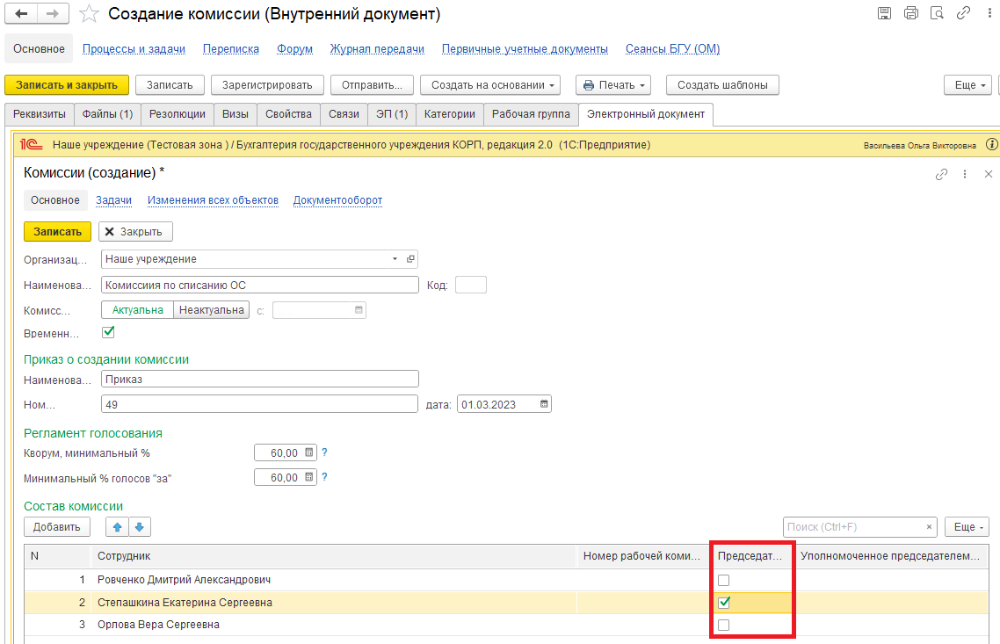 Создание комиссии (Внутренний документ)
Основное Процессы и задачи Переписка Форум Журнал передачи Первичные учетные документы Сеансы БГУ (ОМ)
Записать и закрыть Записать Зарегистрировать Отправить... Создать на основании Печать Создать шаблоны Еще
Реквизиты Файлы (1) Резолюции Визы Свойства Связи ЭП (1) Категории Рабочая группа Электронный документ
1С Наше учреждение (Тестовая зона ) / Бухгалтерия государственного учреждения КОРП, редакция 2.0 (1С:Предприятие) Васильева Ольга Викторовна
Комиссии (создание) *
Основное Задачи Изменения всех объектов Документооборот
Записать Закрыть
Организац... Наше учреждение
Наименова... Комиссиия по списанию ОС Код:
Комисс... Актуальна Неактуальна с:
Временн...
Приказ о создании комиссии
Наименова... Приказ
Ном... 49 дата: 01.03.2023
Регламент голосования
Кворум, минимальный % 60,00 ?
Минимальный % голосов "за" 60,00 ?
Состав комиссии
Добавить Поиск (Ctrl+F) × Еще
N Сотрудник Номер рабочей коми... Председат... Уполномоченное председателем...
1 Ровченко Дмитрий Александрович
2 Степашкина Екатерина Сергеевна
3 Орлова Вера Сергеевна